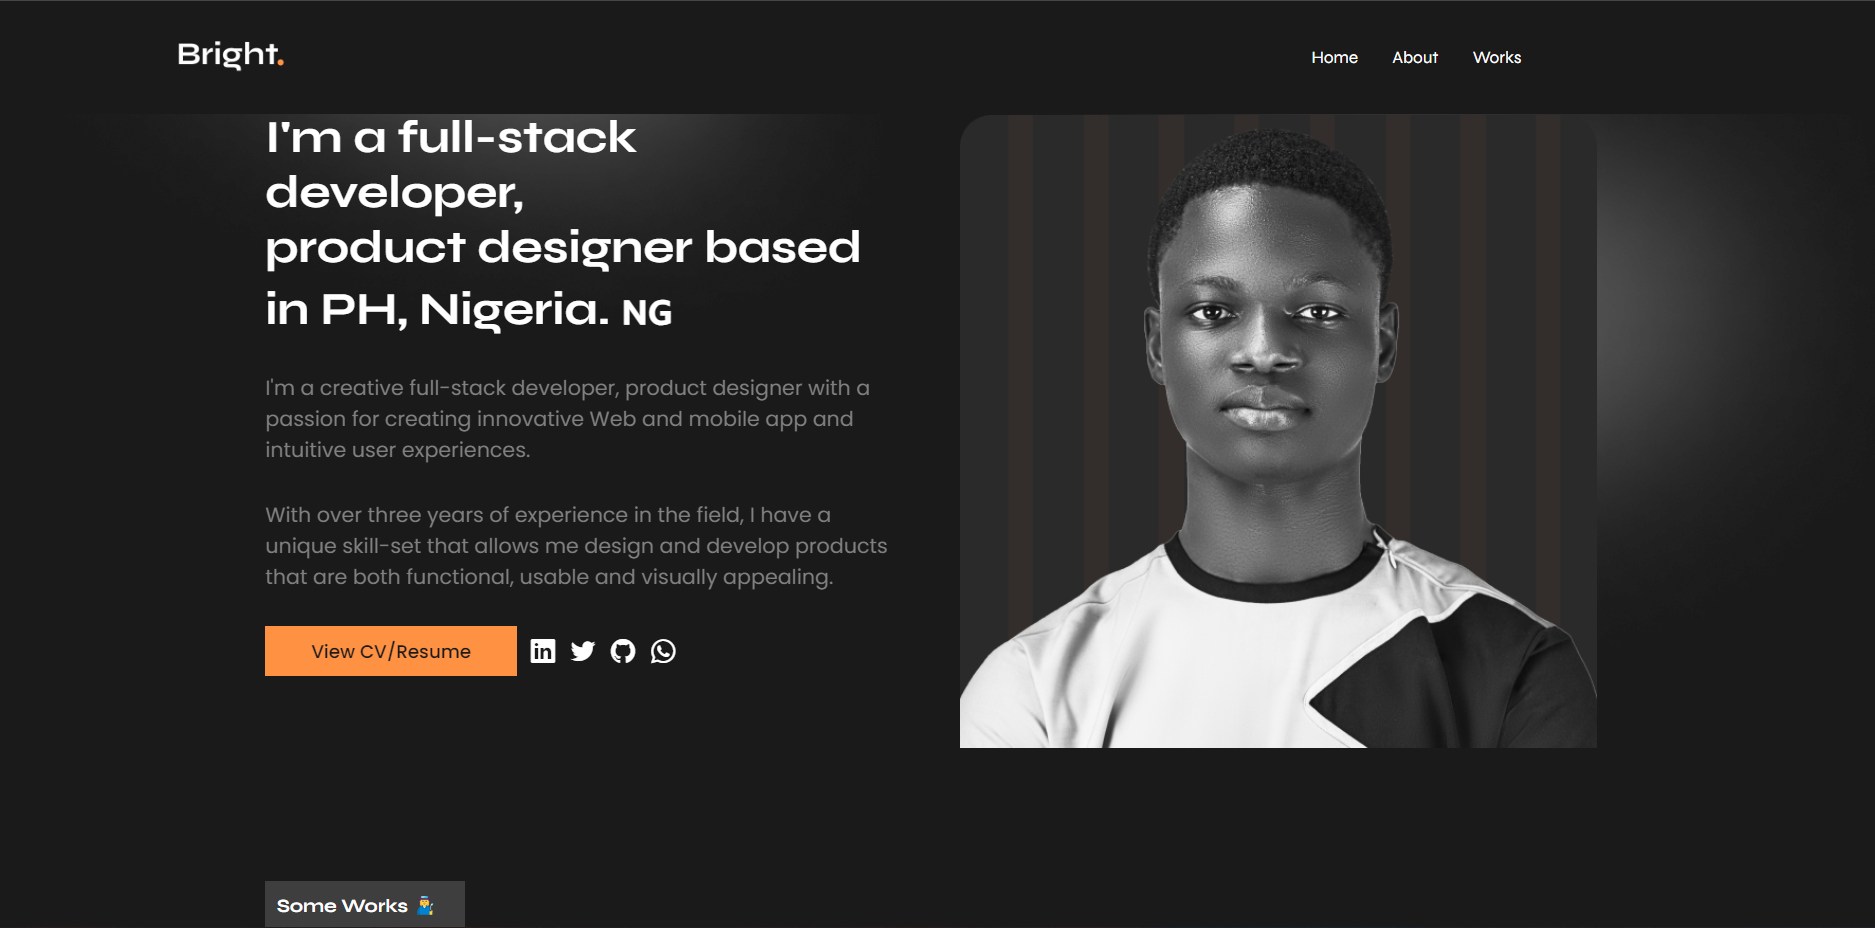 Bright.
Home About Works
I'm a full-stack
developer,
product designer based
in PH, Nigeria. NG
I'm a creative full-stack developer, product designer with a
passion for creating innovative Web and mobile app and
intuitive user experiences.
With over three years of experience in the field, I have a
unique skill-set that allows me design and develop products
that are both functional, usable and visually appealing.
View CV/Resume
in
Some Works 👨‍🎨